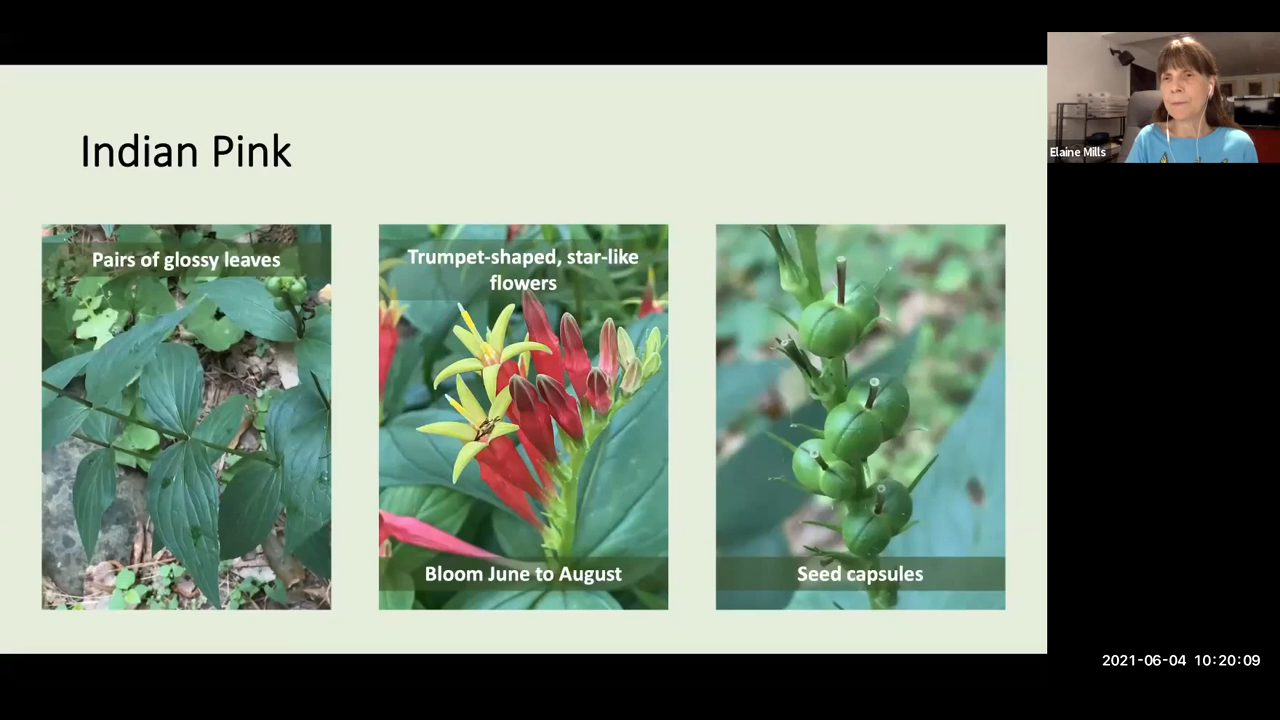 Indian Pink
Pairs of glossy leaves
Trumpet-shaped, star-like
flowers
Bloom June to August
Seed capsules
Elaine Mills
2021-06-04 10:20:09